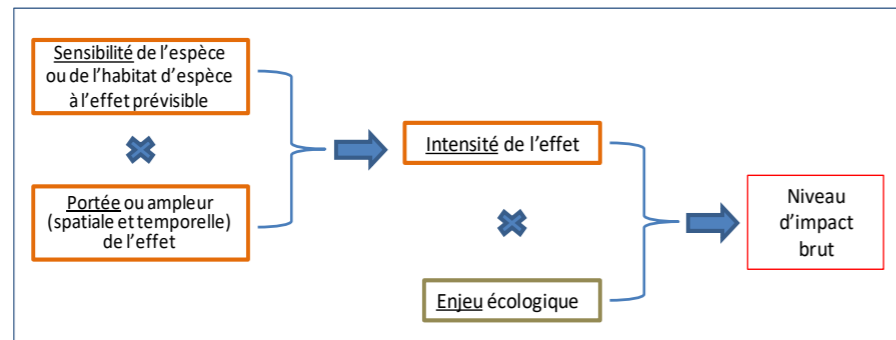 Sensibilité de l'espèce
ou de l'habitat d'espèce
à l'effet prévisible
Portée ou ampleur
(spatiale et temporelle)
de l'effet
Intensité de l'effet
Enjeu écologique
Niveau
d'impact
brut